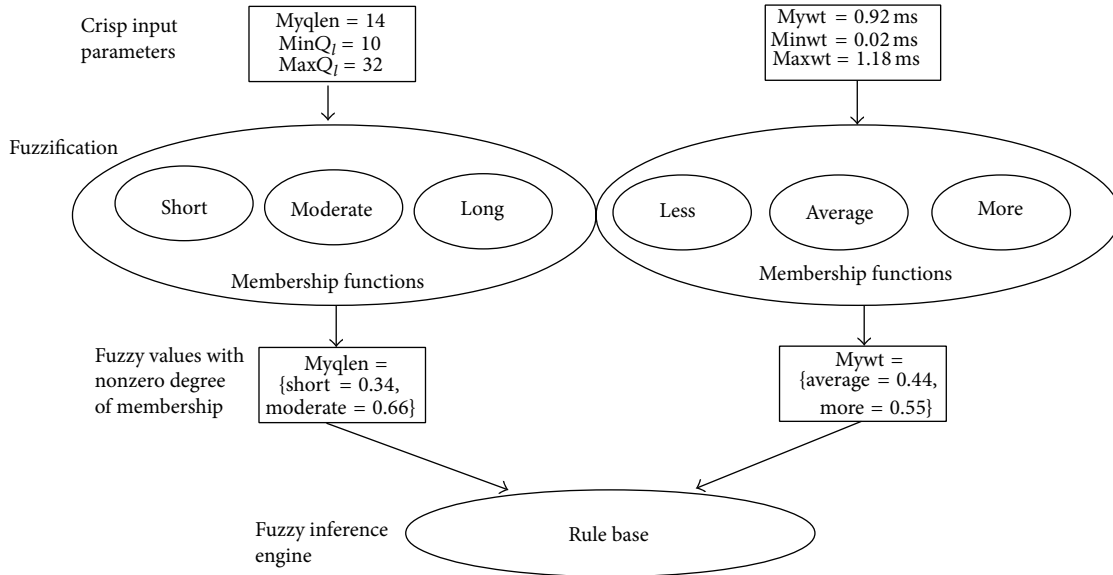 Crisp input
parameters
Myqlen = 14
MinQ_l = 10
MaxQ_l = 32
Mywt = 0.92 ms
Minwt = 0.02 ms
Maxwt = 1.18 ms
Fuzzification
Short
Moderate
Long
Membership functions
Less
Average
More
Membership functions
Fuzzy values with
nonzero degree
of membership
Myqlen =
{short = 0.34,
moderate = 0.66}
Mywt =
{average = 0.44,
more = 0.55}
Fuzzy inference
engine
Rule base